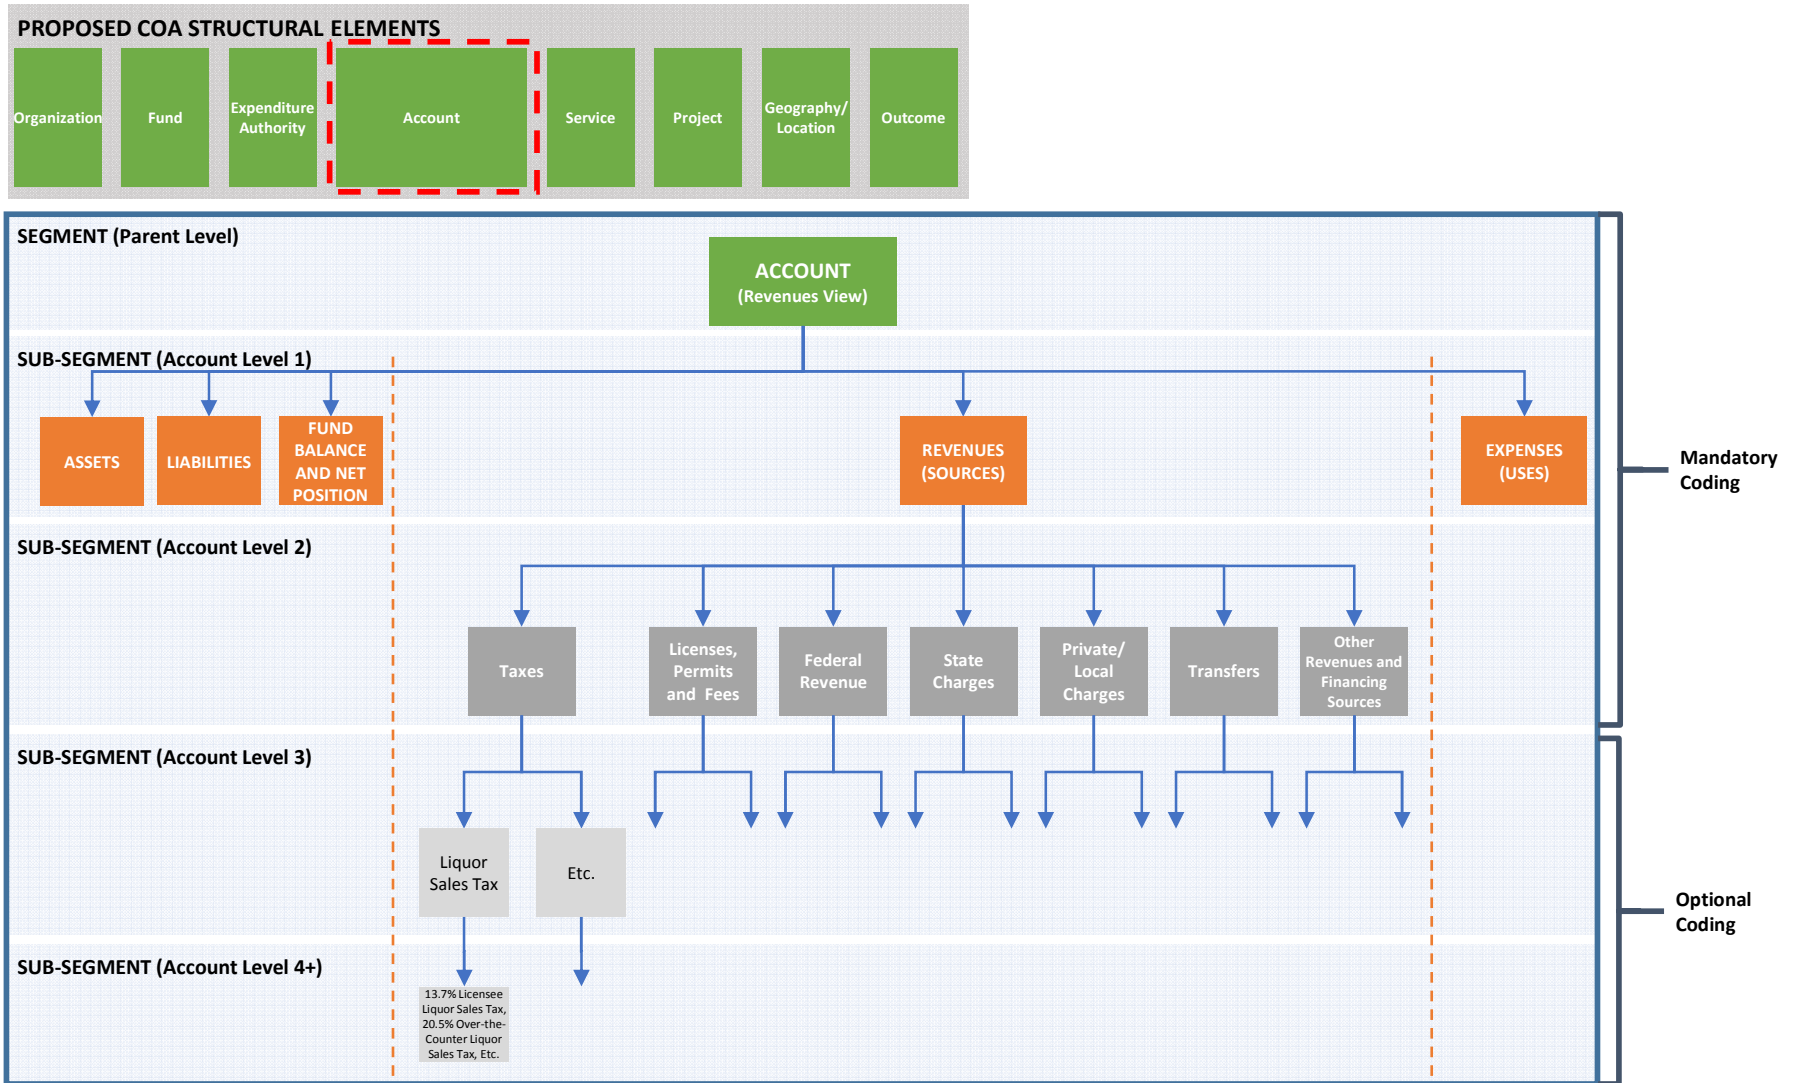 PROPOSED COA STRUCTURAL ELEMENTS
Organization
Fund
Expenditure
Authority
Account
Service
Project
Geography/
Location
Outcome
SEGMENT (Parent Level)
ACCOUNT
(Revenues View)
SUB-SEGMENT (Account Level 1)
ASSETS
LIABILITIES
FUND
BALANCE
AND NET
POSITION
REVENUES
(SOURCES)
EXPENSES
(USES)
Mandatory
Coding
SUB-SEGMENT (Account Level 2)
Taxes
Licenses,
Permits
and Fees
Federal
Revenue
State
Charges
Private/
Local
Charges
Transfers
Other
Revenues and
Financing
Sources
SUB-SEGMENT (Account Level 3)
Liquor
Sales Tax
Etc.
Optional
Coding
SUB-SEGMENT (Account Level 4+)
13.7% Licensee
Liquor Sales Tax,
20.5% Over-the-
Counter Liquor
Sales Tax, Etc.